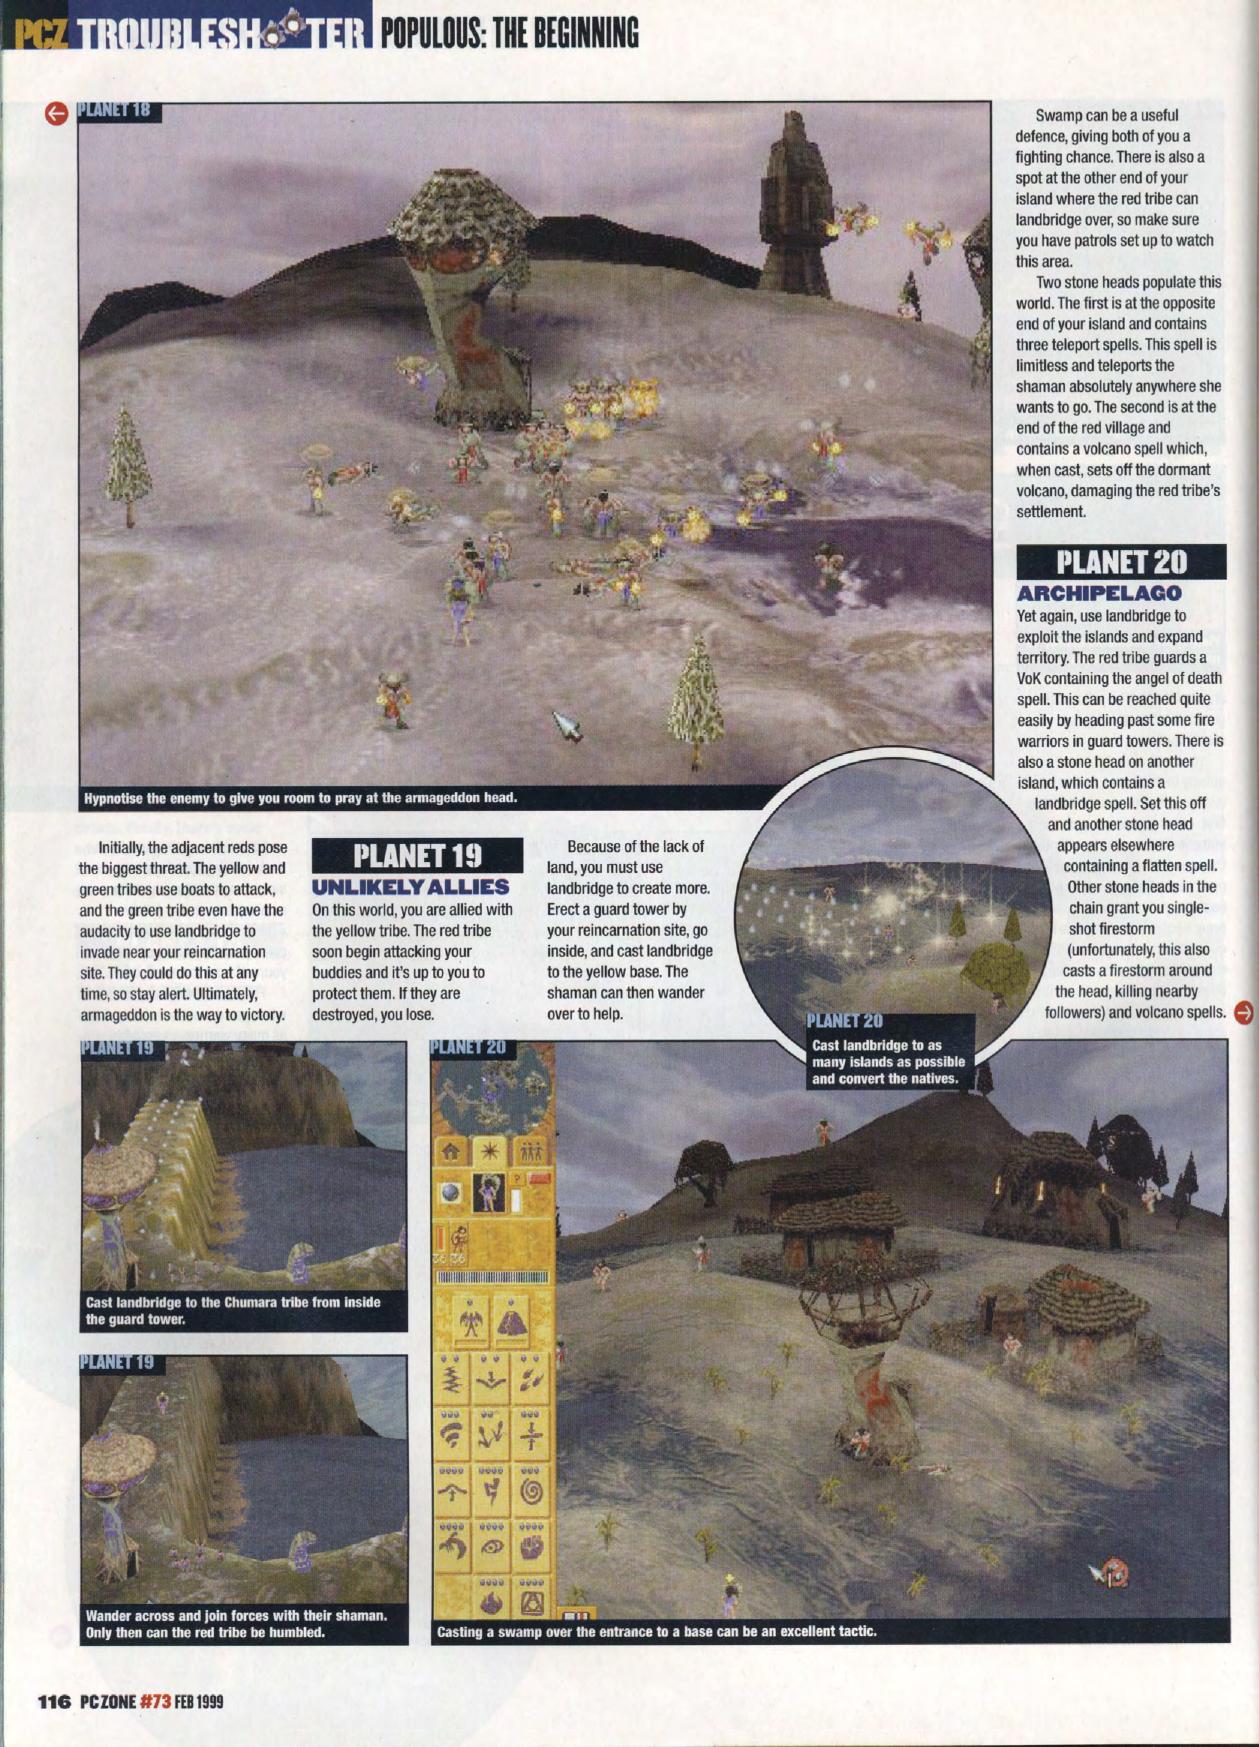 PCZ TROUBLESHOOTER POPULOUS: THE BEGINNING
PLANET 18
Hypnotise the enemy to give you room to pray at the armageddon head.
Initially, the adjacent reds pose
the biggest threat. The yellow and
green tribes use boats to attack,
and the green tribe even have the
audacity to use landbridge to
invade near your reincarnation
site. They could do this at any
time, so stay alert. Ultimately,
armageddon is the way to victory.
PLANET 19
UNLIKELY ALLIES
On this world, you are allied with
the yellow tribe. The red tribe
soon begin attacking your
buddies and it's up to you to
protect them. If they are
destroyed, you lose.
Because of the lack of
land, you must use
landbridge to create more.
Erect a guard tower by
your reincarnation site, go
inside, and cast landbridge
to the yellow base. The
shaman can then wander
over to help.
Swamp can be a useful
defence, giving both of you a
fighting chance. There is also a
spot at the other end of your
island where the red tribe can
landbridge over, so make sure
you have patrols set up to watch
this area.
Two stone heads populate this
world. The first is at the opposite
end of your island and contains
three teleport spells. This spell is
limitless and teleports the
shaman absolutely anywhere she
wants to go. The second is at the
end of the red village and
contains a volcano spell which,
when cast, sets off the dormant
volcano, damaging the red tribe's
settlement.
PLANET 20
ARCHIPELAGO
Yet again, use landbridge to
exploit the islands and expand
territory. The red tribe guards a
VoK containing the angel of death
spell. This can be reached quite
easily by heading past some fire
warriors in guard towers. There is
also a stone head on another
island, which contains a
landbridge spell. Set this off
and another stone head
appears elsewhere
containing a flatten spell.
Other stone heads in the
chain grant you single-
shot firestorm
(unfortunately, this also
casts a firestorm around
the head, killing nearby
followers) and volcano spells.
PLANET 20
Cast landbridge to as
many islands as possible
and convert the natives.
PLANET 19
Cast landbridge to the Chumara tribe from inside
the guard tower.
PLANET 19
Wander across and join forces with their shaman.
Only then can the red tribe be humbled.
PLANET 20
?
36 36
Casting a swamp over the entrance to a base can be an excellent tactic.
116 PC ZONE #73 FEB 1999